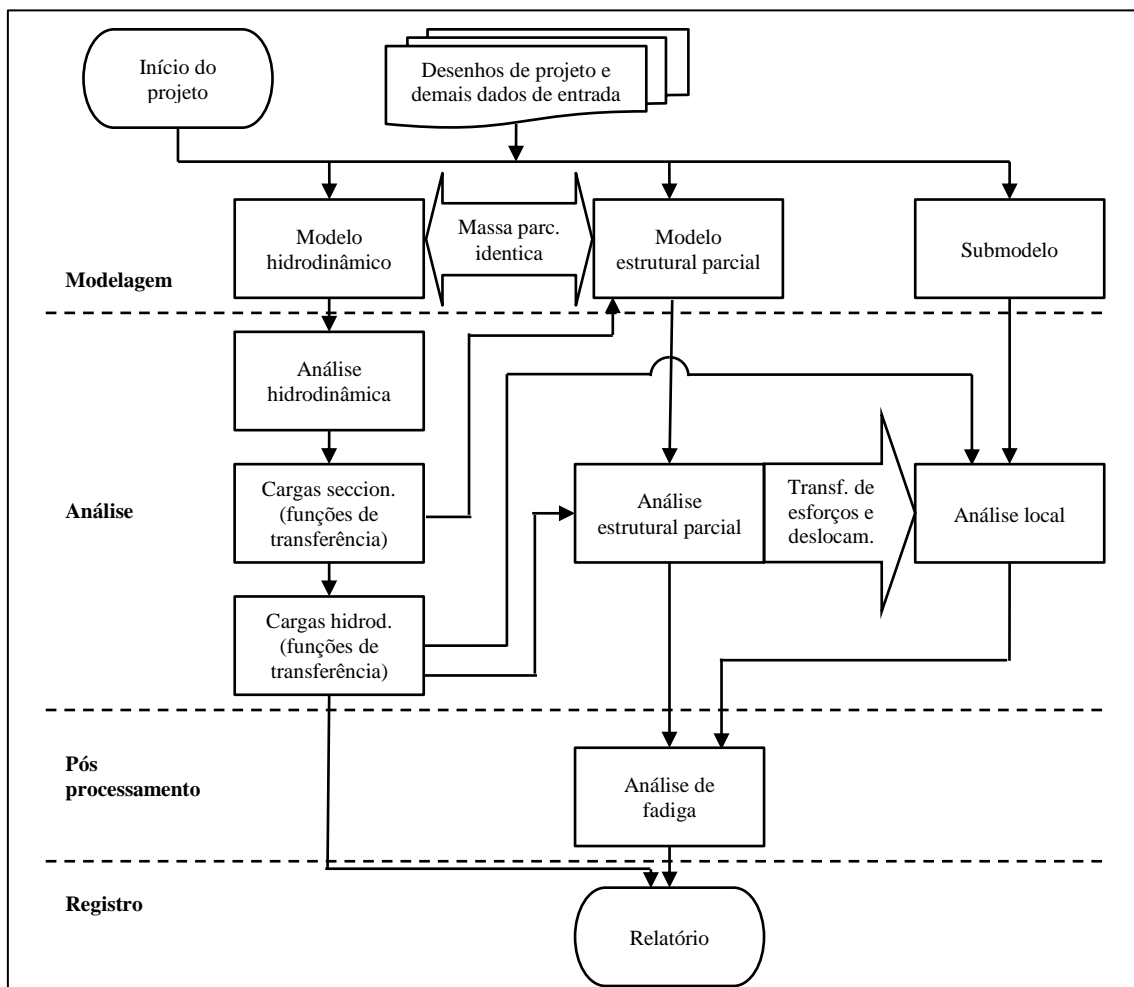 Início do
projeto
Desenhos de projeto e
demais dados de entrada
Modelagem
Modelo
hidrodinâmico
Massa parc.
identica
Modelo
estrutural parcial
Submodelo
Análise
Análise
hidrodinâmica
Cargas seccion.
(funções de
transferência)
Análise
estrutural parcial
Transf. de
esforços e
deslocam.
Análise local
Cargas hidrod.
(funções de
transferência)
Pós
processamento
Análise de
fadiga
Registro
Relatório